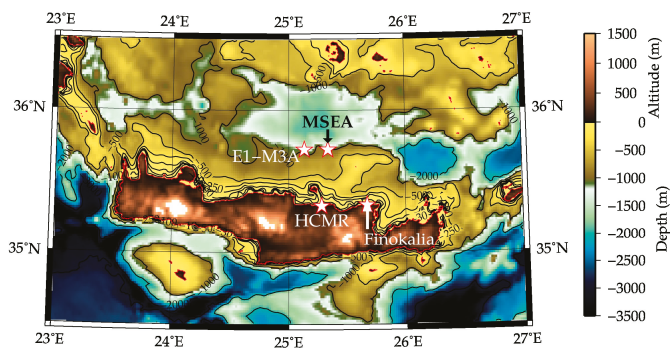 24°E 25°E 26°E 27°E
23°E
36°N
36°N
35°N
35°N
MSEA
E1–M3A
HCMR
Finokalia
23°E 24°E 25°E 26°E 27°E
1500
1000
500
0
−500
−1000
−1500
−2000
−2500
−3000
−3500
Altitude (m)
Depth (m)
−2000
−1000
500